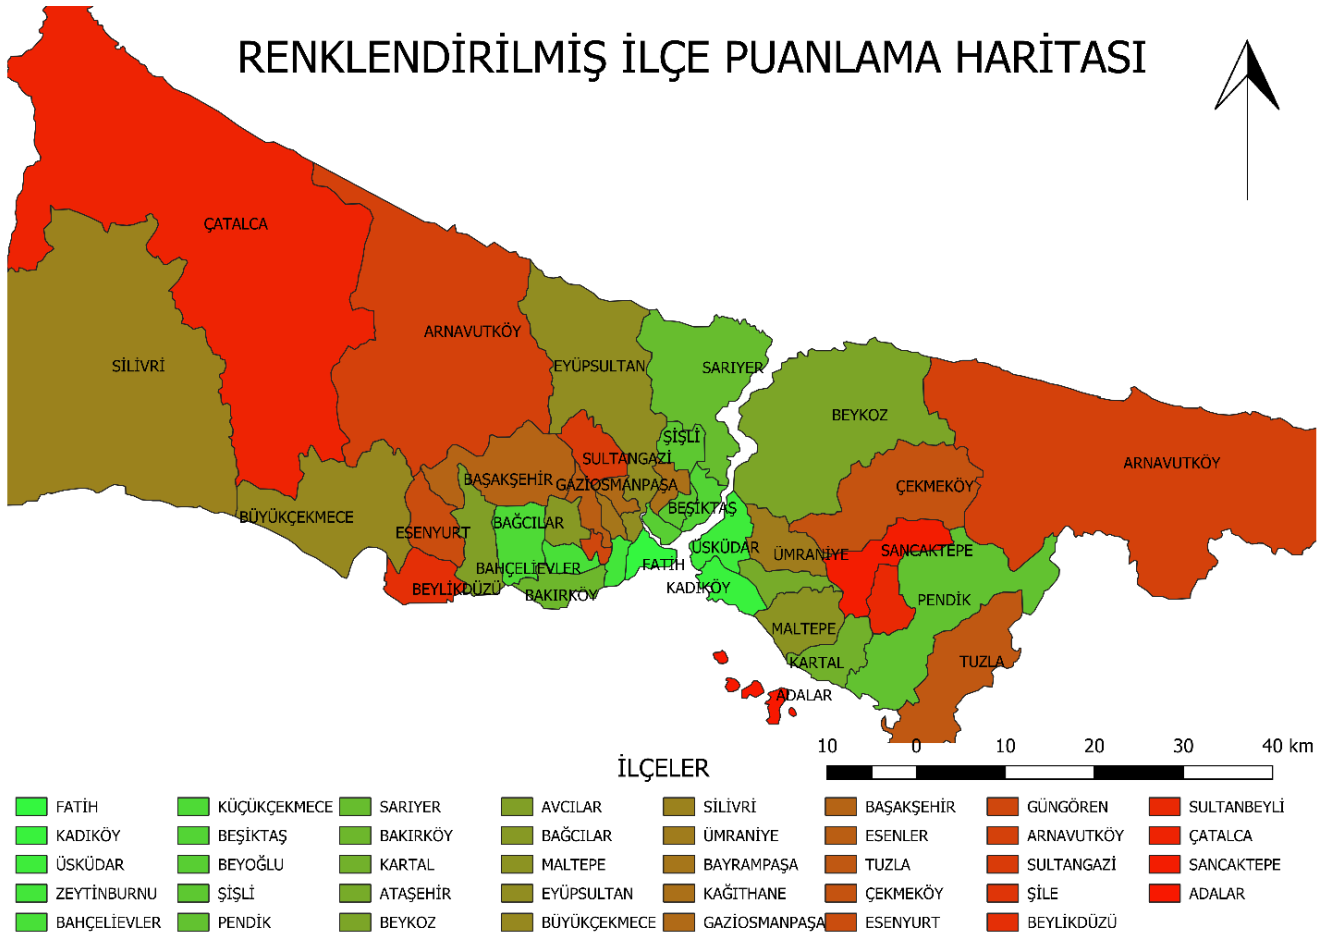 RENKLENDİRİLMİŞ İLÇE PUANLAMA HARİTASI
ÇATALCA
ARNAVUTKÖY
SİLİVRİ
EYÜPSULTAN
SARIYER
BEYKOZ
ŞİŞLİ
SULTANGAZİ
ARNAVUTKÖY
BAŞAKŞEHİR
GAZİOSMANPAŞA
ÇEKMEKÖY
BEŞİKTAŞ
BÜYÜKÇEKMECE
BAĞCILAR
ESENYURT
ÜSKÜDAR
ÜMRANİYE
SANCAKTEPE
BAHÇELİEVLER
FATİH
BEYLİKDÜZÜ
BAKIRKÖY
KADIKÖY
PENDİK
MALTEPE
KARTAL
TUZLA
ADALAR
10 0 10 20 30 40 km
İLÇELER
FATİH
KADIKÖY
ÜSKÜDAR
ZEYTİNBURNU
BAHÇELİEVLER
KÜÇÜKÇEKMECE
BEŞİKTAŞ
BEYOĞLU
ŞİŞLİ
PENDİK
SARIYER
BAKIRKÖY
KARTAL
ATAŞEHİR
BEYKOZ
AVCILAR
BAĞCILAR
MALTEPE
EYÜPSULTAN
BÜYÜKÇEKMECE
SİLİVRİ
ÜMRANİYE
BAYRAMPAŞA
KAĞITHANE
GAZİOSMANPAŞA
BAŞAKŞEHİR
ESENLER
TUZLA
ÇEKMEKÖY
ESENYURT
GÜNGÖREN
ARNAVUTKÖY
SULTANGAZİ
ŞİLE
BEYLİKDÜZÜ
SULTANBEYLİ
ÇATALCA
SANCAKTEPE
ADALAR